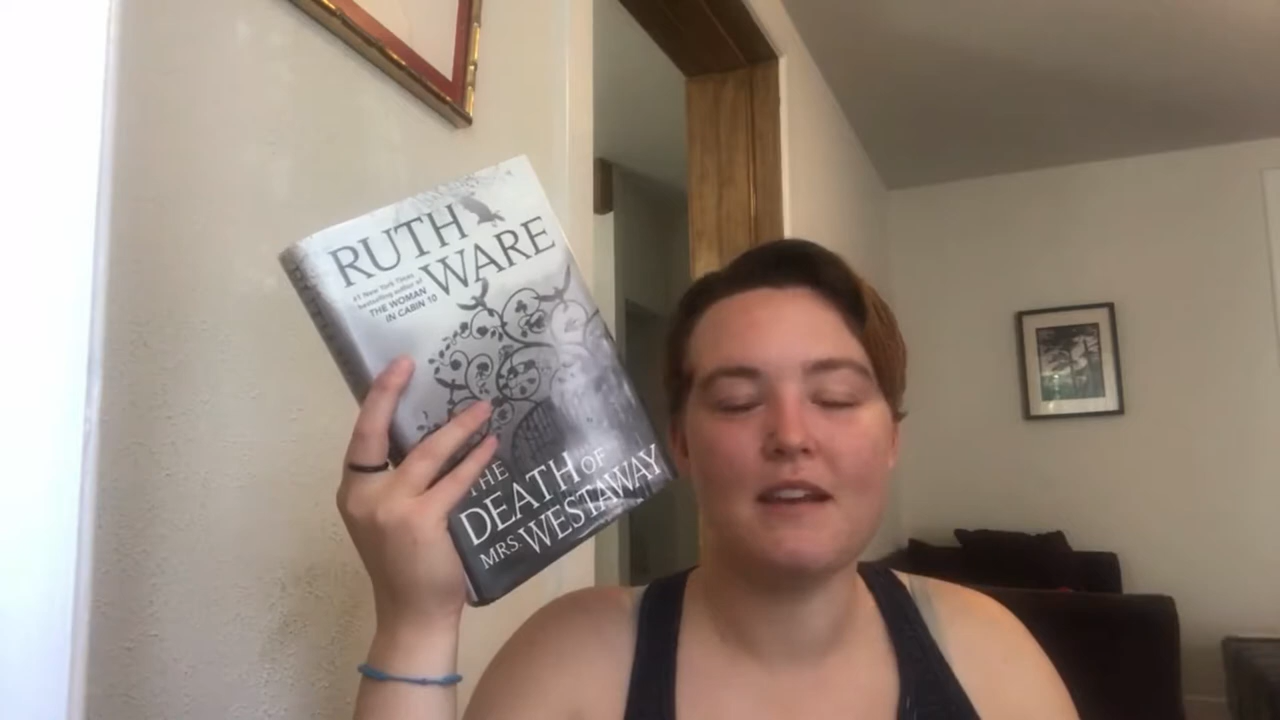 RUTH
WARE
#1 New York Times
bestselling author of
THE WOMAN
IN CABIN 10
THE
DEATH OF
MRS. WESTAWAY